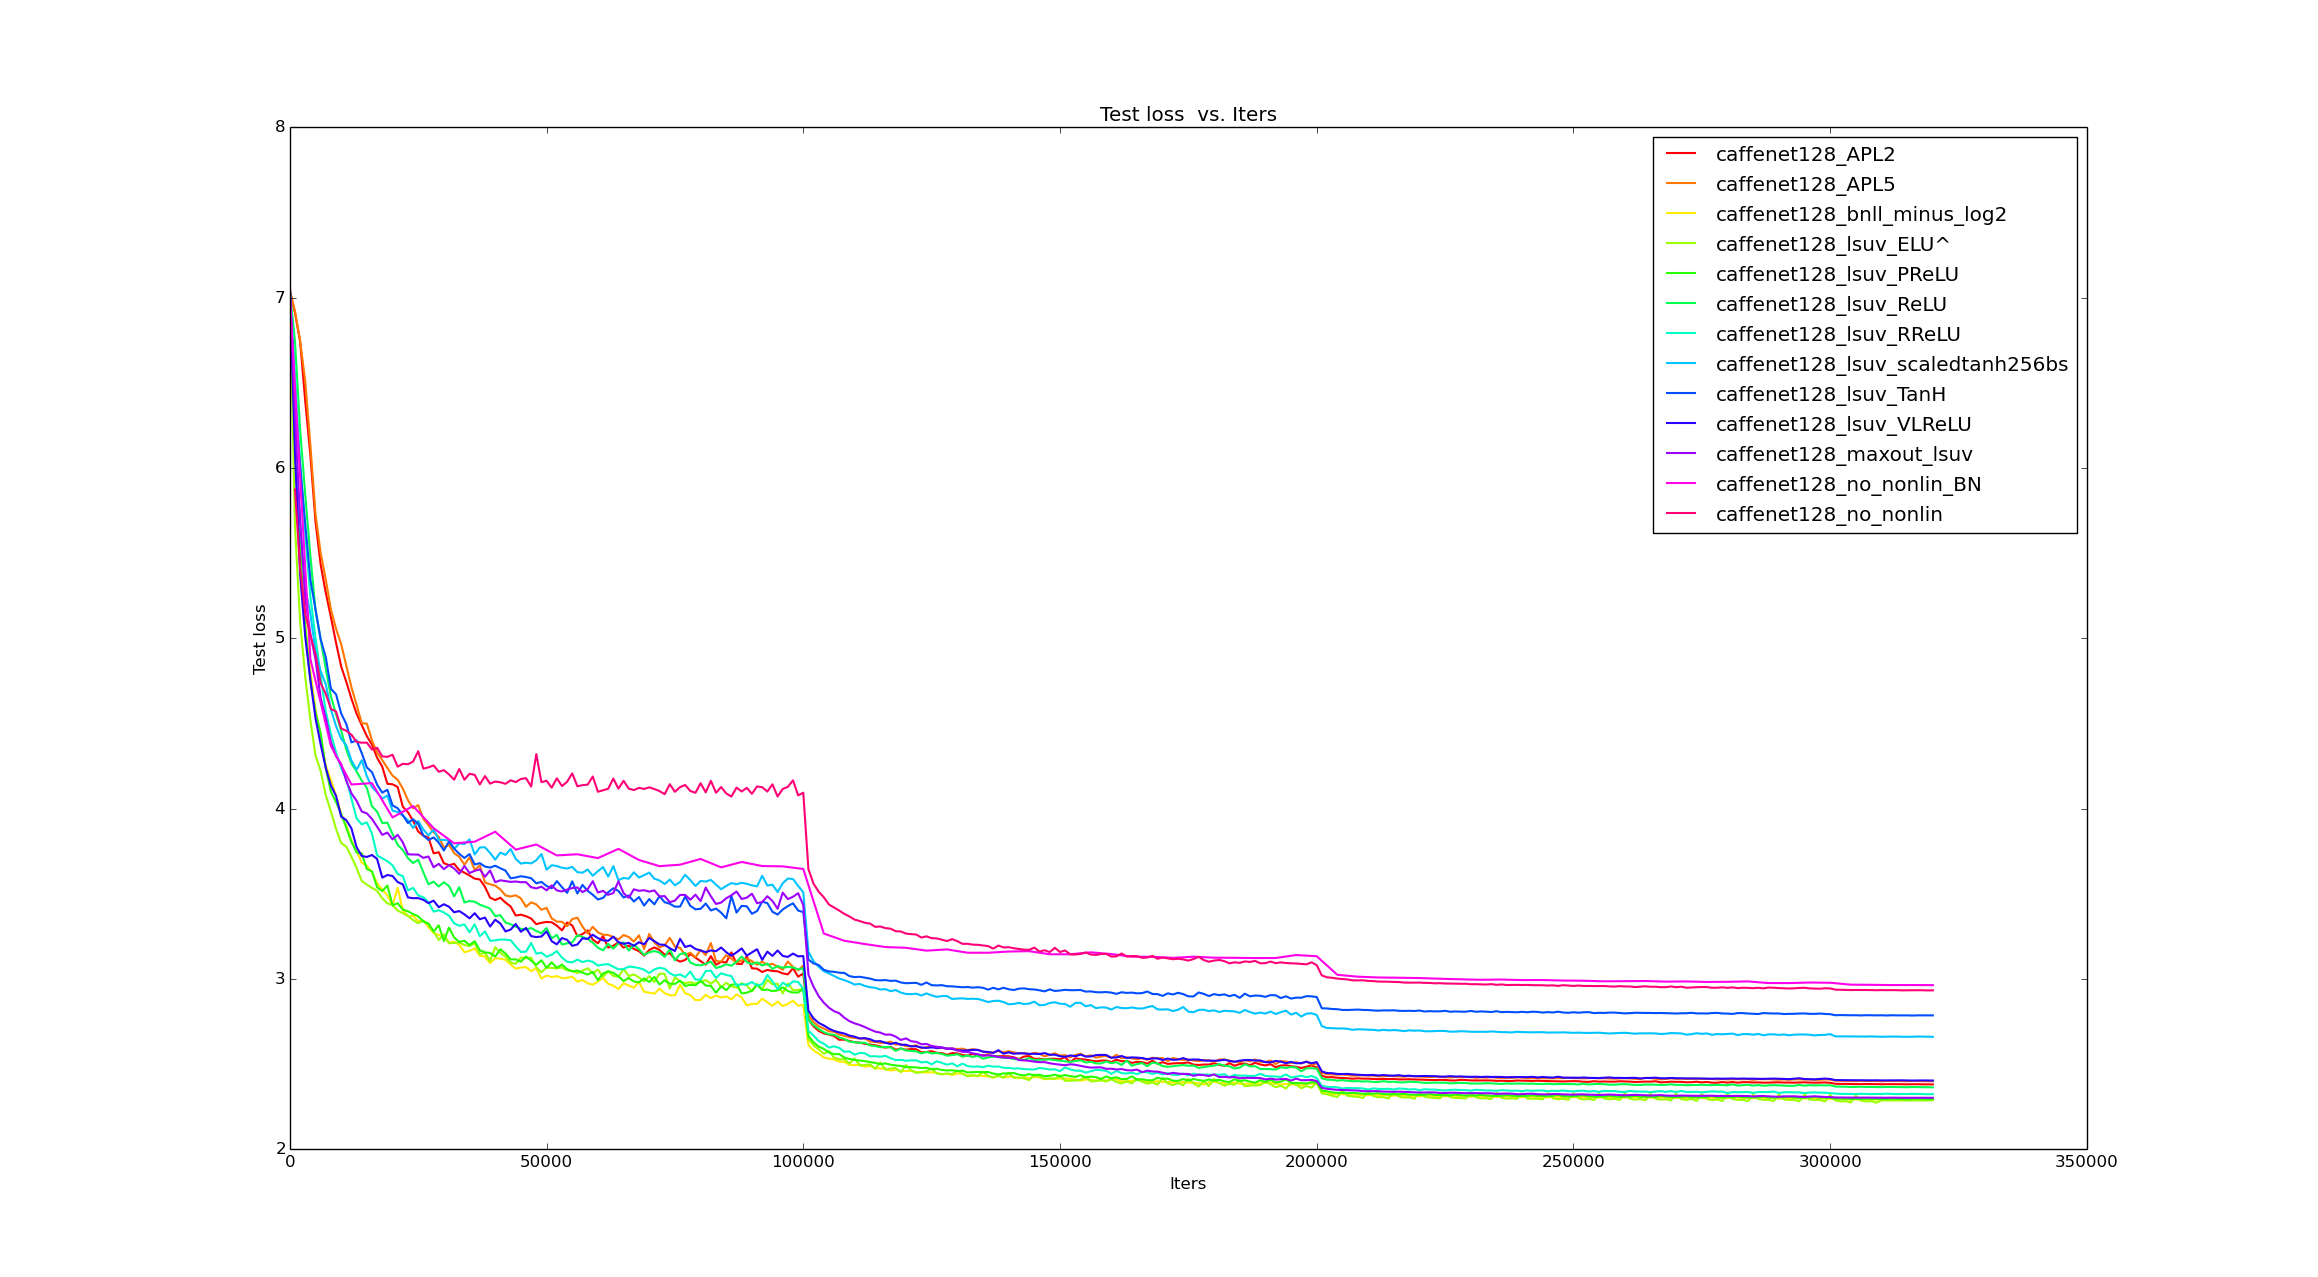 Test loss  vs. Iters
8
7
6
5
4
3
2
Test loss
caffenet128_APL2
caffenet128_APL5
caffenet128_bnll_minus_log2
caffenet128_lsuv_ELU^
caffenet128_lsuv_PReLU
caffenet128_lsuv_ReLU
caffenet128_lsuv_RReLU
caffenet128_lsuv_scaledtanh256bs
caffenet128_lsuv_TanH
caffenet128_lsuv_VLReLU
caffenet128_maxout_lsuv
caffenet128_no_nonlin_BN
caffenet128_no_nonlin
0 50000 100000 150000 200000 250000 300000 350000
Iters